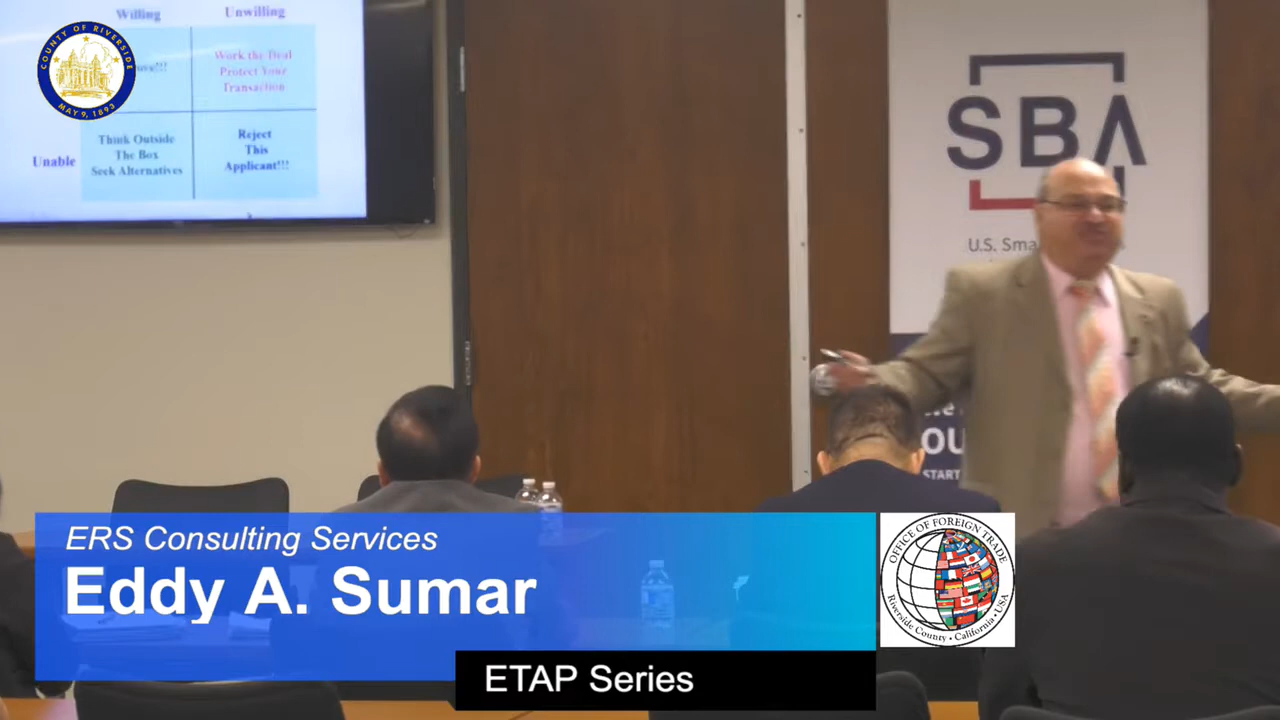 Willing
Unwilling
Work the Deal
Protect Your
Transaction
Unable
Think Outside
The Box
Seek Alternatives
Reject
This
Applicant!!!
COUNTY OF RIVERSIDE
MAY 9, 1893
SBA
U.S. Sma
OU
START
ERS Consulting Services
Eddy A. Sumar
ETAP Series
OFFICE OF FOREIGN TRADE
Riverside County • California • USA